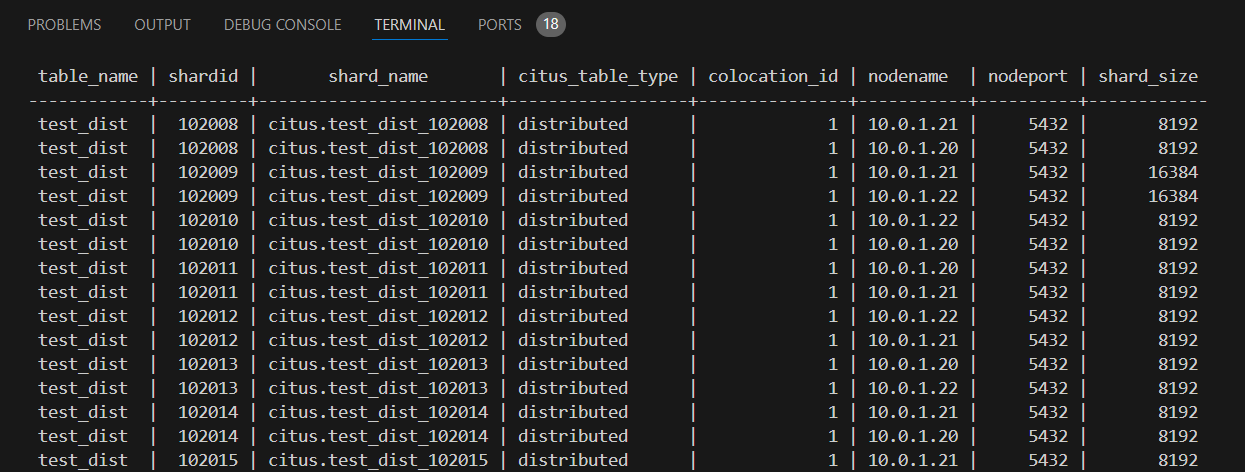 PROBLEMS OUTPUT DEBUG CONSOLE TERMINAL PORTS 18
table_name | shardid | shard_name | citus_table_type | colocation_id | nodename | nodeport | shard_size
------------+---------+------------------------+------------------+---------------+-----------+----------+------------
test_dist | 102008 | citus.test_dist_102008 | distributed | 1 | 10.0.1.21 | 5432 | 8192
test_dist | 102008 | citus.test_dist_102008 | distributed | 1 | 10.0.1.20 | 5432 | 8192
test_dist | 102009 | citus.test_dist_102009 | distributed | 1 | 10.0.1.21 | 5432 | 16384
test_dist | 102009 | citus.test_dist_102009 | distributed | 1 | 10.0.1.22 | 5432 | 16384
test_dist | 102010 | citus.test_dist_102010 | distributed | 1 | 10.0.1.22 | 5432 | 8192
test_dist | 102010 | citus.test_dist_102010 | distributed | 1 | 10.0.1.20 | 5432 | 8192
test_dist | 102011 | citus.test_dist_102011 | distributed | 1 | 10.0.1.20 | 5432 | 8192
test_dist | 102011 | citus.test_dist_102011 | distributed | 1 | 10.0.1.21 | 5432 | 8192
test_dist | 102012 | citus.test_dist_102012 | distributed | 1 | 10.0.1.22 | 5432 | 8192
test_dist | 102012 | citus.test_dist_102012 | distributed | 1 | 10.0.1.21 | 5432 | 8192
test_dist | 102013 | citus.test_dist_102013 | distributed | 1 | 10.0.1.20 | 5432 | 8192
test_dist | 102013 | citus.test_dist_102013 | distributed | 1 | 10.0.1.22 | 5432 | 8192
test_dist | 102014 | citus.test_dist_102014 | distributed | 1 | 10.0.1.21 | 5432 | 8192
test_dist | 102014 | citus.test_dist_102014 | distributed | 1 | 10.0.1.20 | 5432 | 8192
test_dist | 102015 | citus.test_dist_102015 | distributed | 1 | 10.0.1.22 | 5432 | 8192